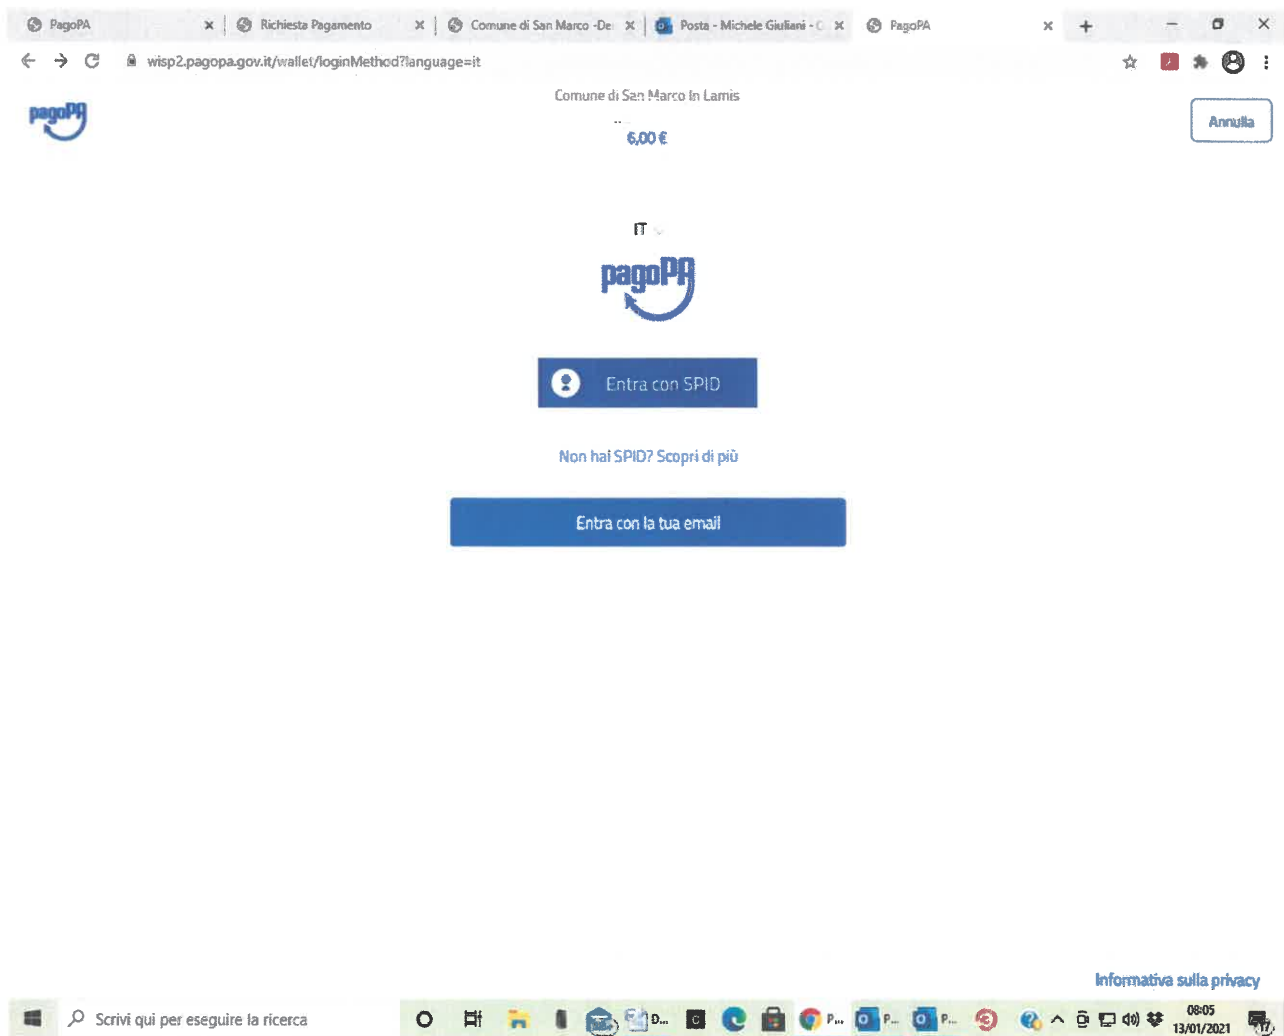 PagoPA
Richiesta Pagamento
Comune di San Marco -De
Posta - Michele Giuliani - C
PagoPA
wisp2.pagopa.gov.it/wallet/loginMethod?language=it
pagoPA
Comune di San Marco In Lamis
6,00 €
Annulla
IT
pagoPA
Entra con SPID
Non hai SPID? Scopri di più
Entra con la tua email
Informativa sulla privacy
Scrivi qui per eseguire la ricerca
D...
P...
P...
P...
08:05
13/01/2021